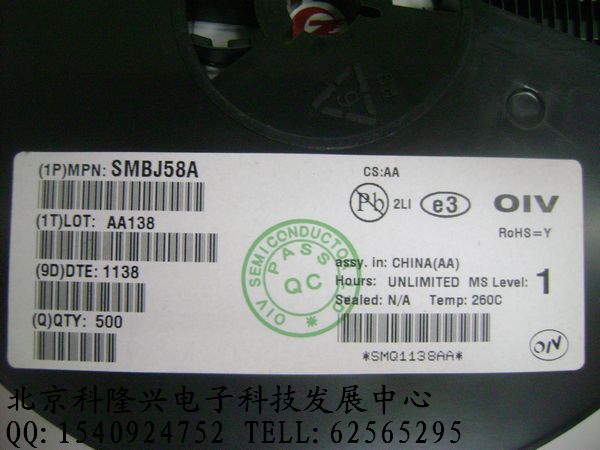 (1P)MPN: SMBJ58A
(1T)LOT: AA138
(9D)DTE: 1138
(Q)QTY: 500
CS:AA
Pb 2LI e3 OIV
RoHS=Y
OIV SEMICONDUCTOR
PASS
QC
assy. in: CHINA(AA)
Hours: UNLIMITED MS Level: 1
Sealed: N/A Temp: 260C
*SMQ1138AA*
OIV
北京科隆兴电子科技发展中心
QQ: 1540924752 TELL: 62565295